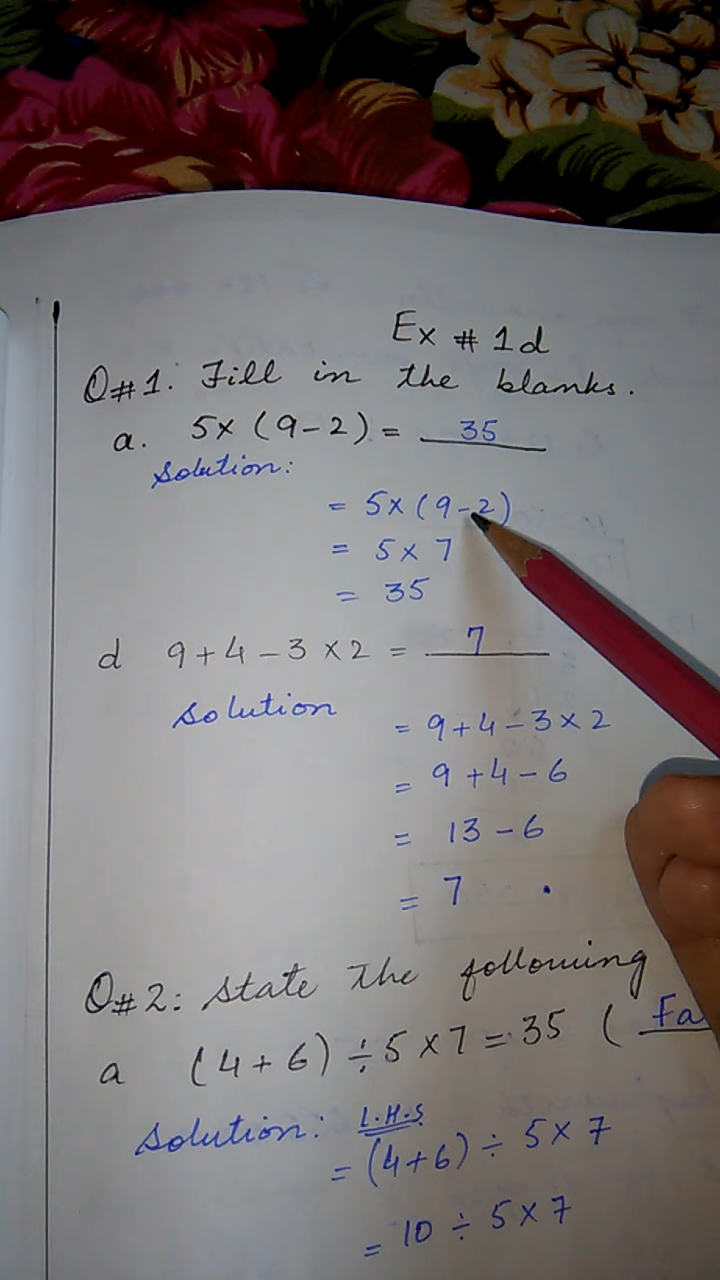 Ex # 1d
Q#1. Fill in the blanks.
a. 5×(9-2) = 35
Solution:
= 5×(9-2)
= 5×7
= 35
d 9+4-3×2 = 7
Solution
= 9+4-3×2
= 9+4-6
= 13-6
= 7 .
Q#2: State the following
a (4+6)÷5×7=35 ( Fa
Solution: L.H.S
= (4+6)÷5×7
= 10÷5×7